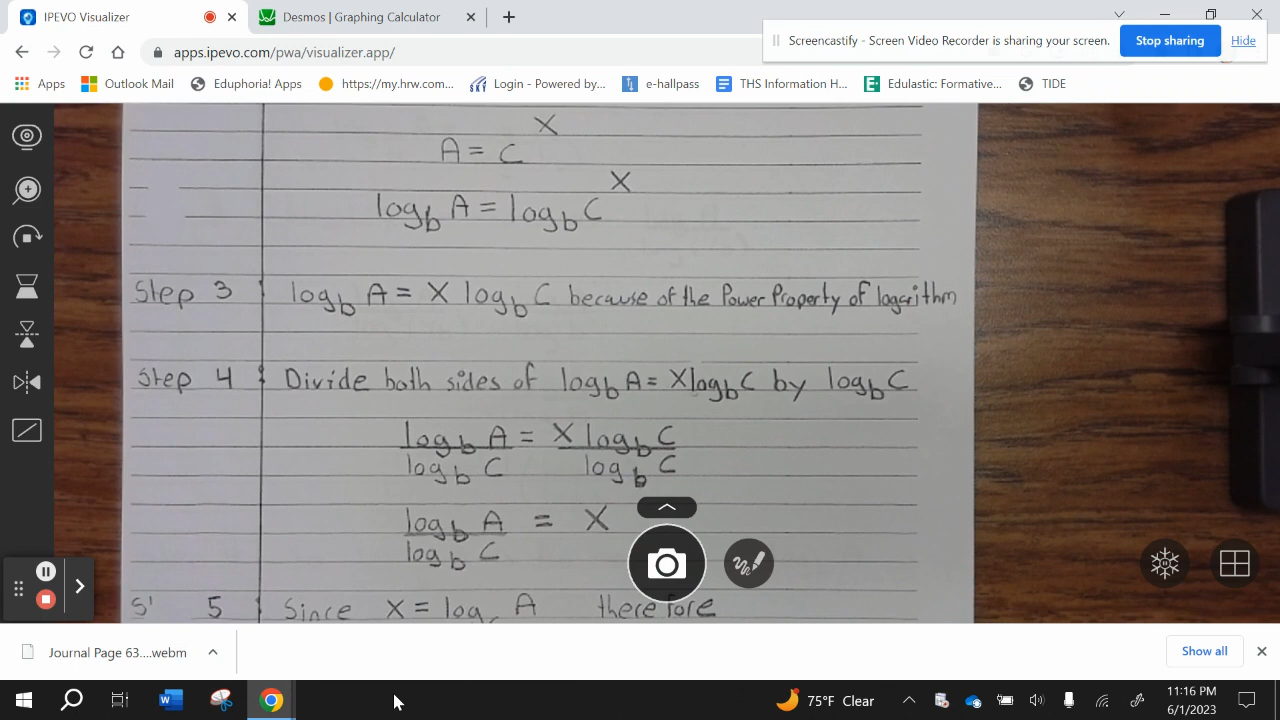 IPEVO Visualizer
Desmos | Graphing Calculator
Screencastify - Screen Video Recorder is sharing your screen.
Stop sharing
Hide
apps.ipevo.com/pwa/visualizer.app/
Apps
Outlook Mail
Eduphoria! Apps
https://my.hrw.com...
Login - Powered by...
e-hallpass
THS Information H...
Edulastic: Formative...
TIDE
A = C^X
log_b A = log_b C^X
Step 3 log_b A = X log_b C because of the Power Property of logarithm
Step 4 Divide both sides of log_b A = X log_b C by log_b C
log_b A = X log_b C
log_b C log_b C
log_b A = X
log_b C
5 Since X = log A therefore
Journal Page 63....webm
Show all
75°F Clear
11:16 PM
6/1/2023